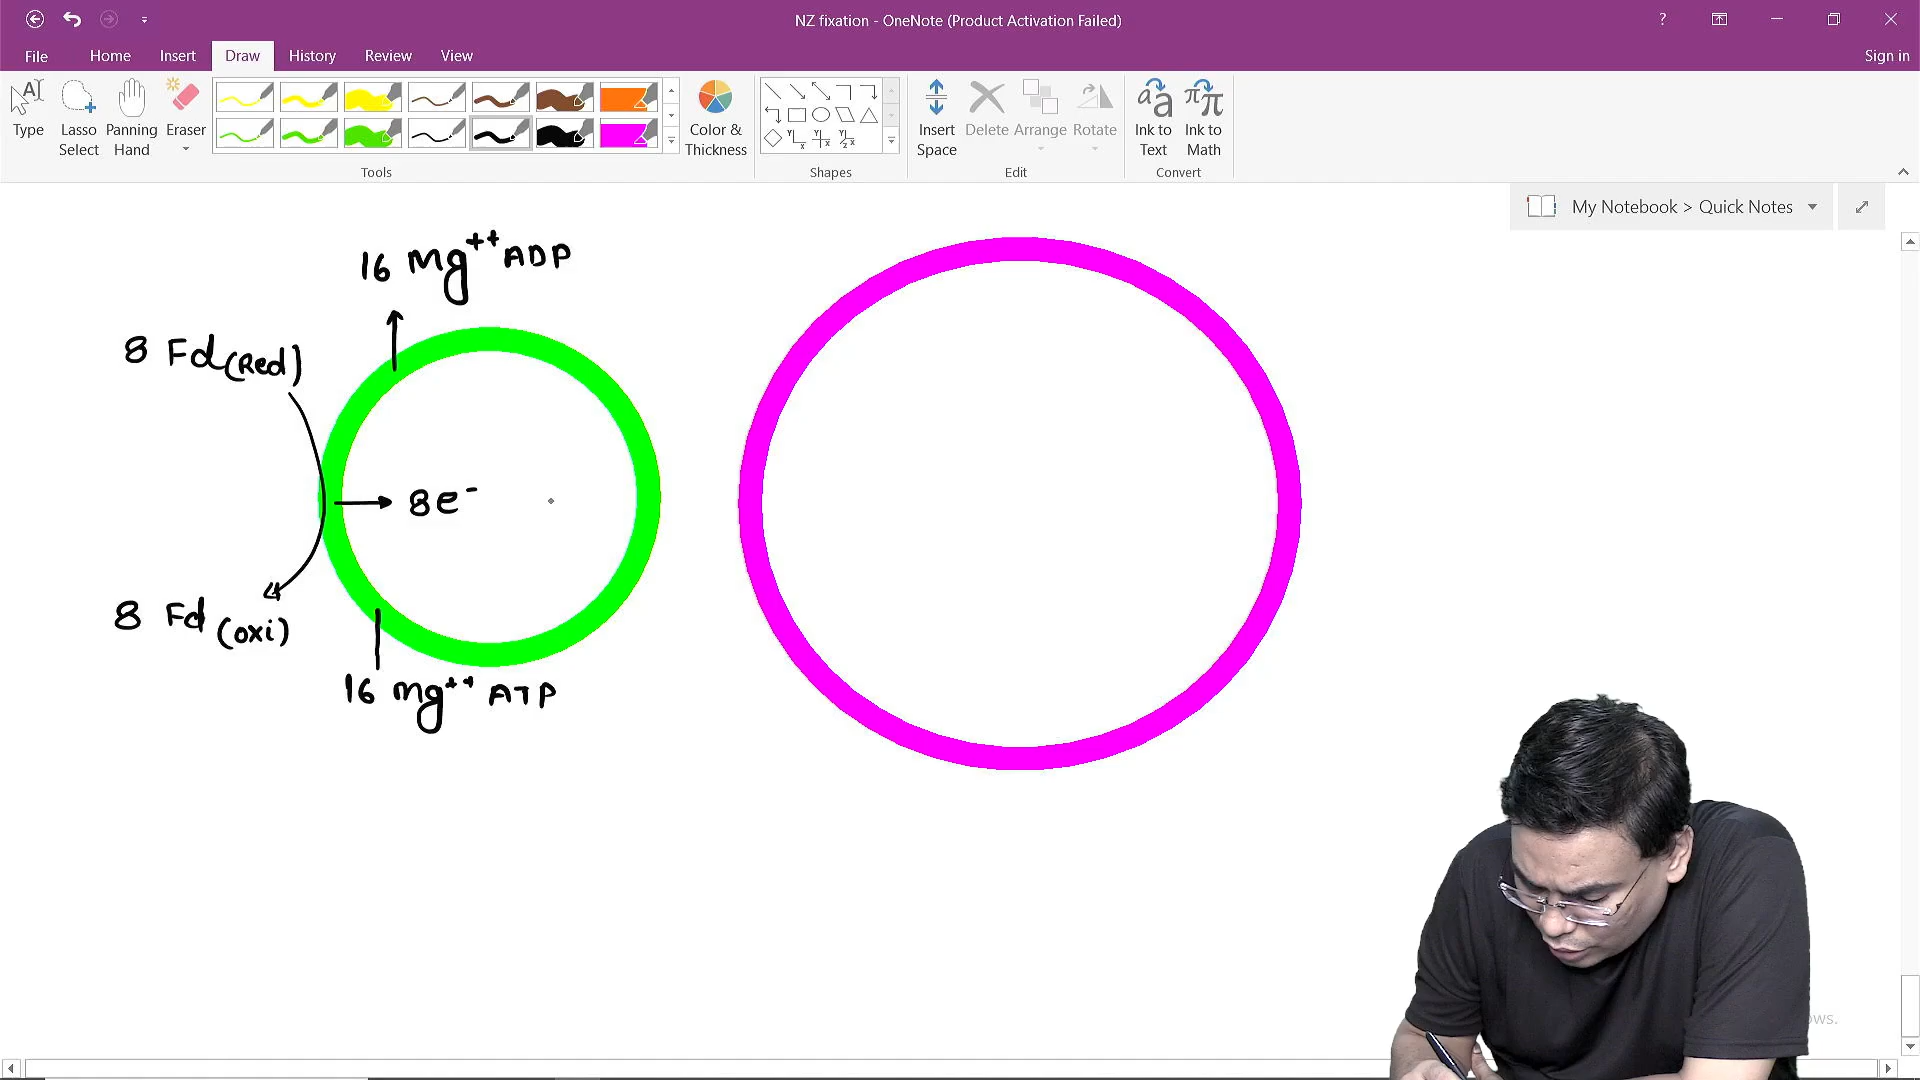 NZ fixation - OneNote (Product Activation Failed)
?
File Home Insert Draw History Review View
Sign in
Type
Lasso Select
Panning Hand
Eraser
Color & Thickness
Insert Space
Delete
Arrange
Rotate
Ink to Text
Ink to Math
Tools
Shapes
Edit
Convert
My Notebook > Quick Notes
16 Mg++ ADP
8 Fd(Red)
8e-
8 Fd (oxi)
16 mg++ ATP